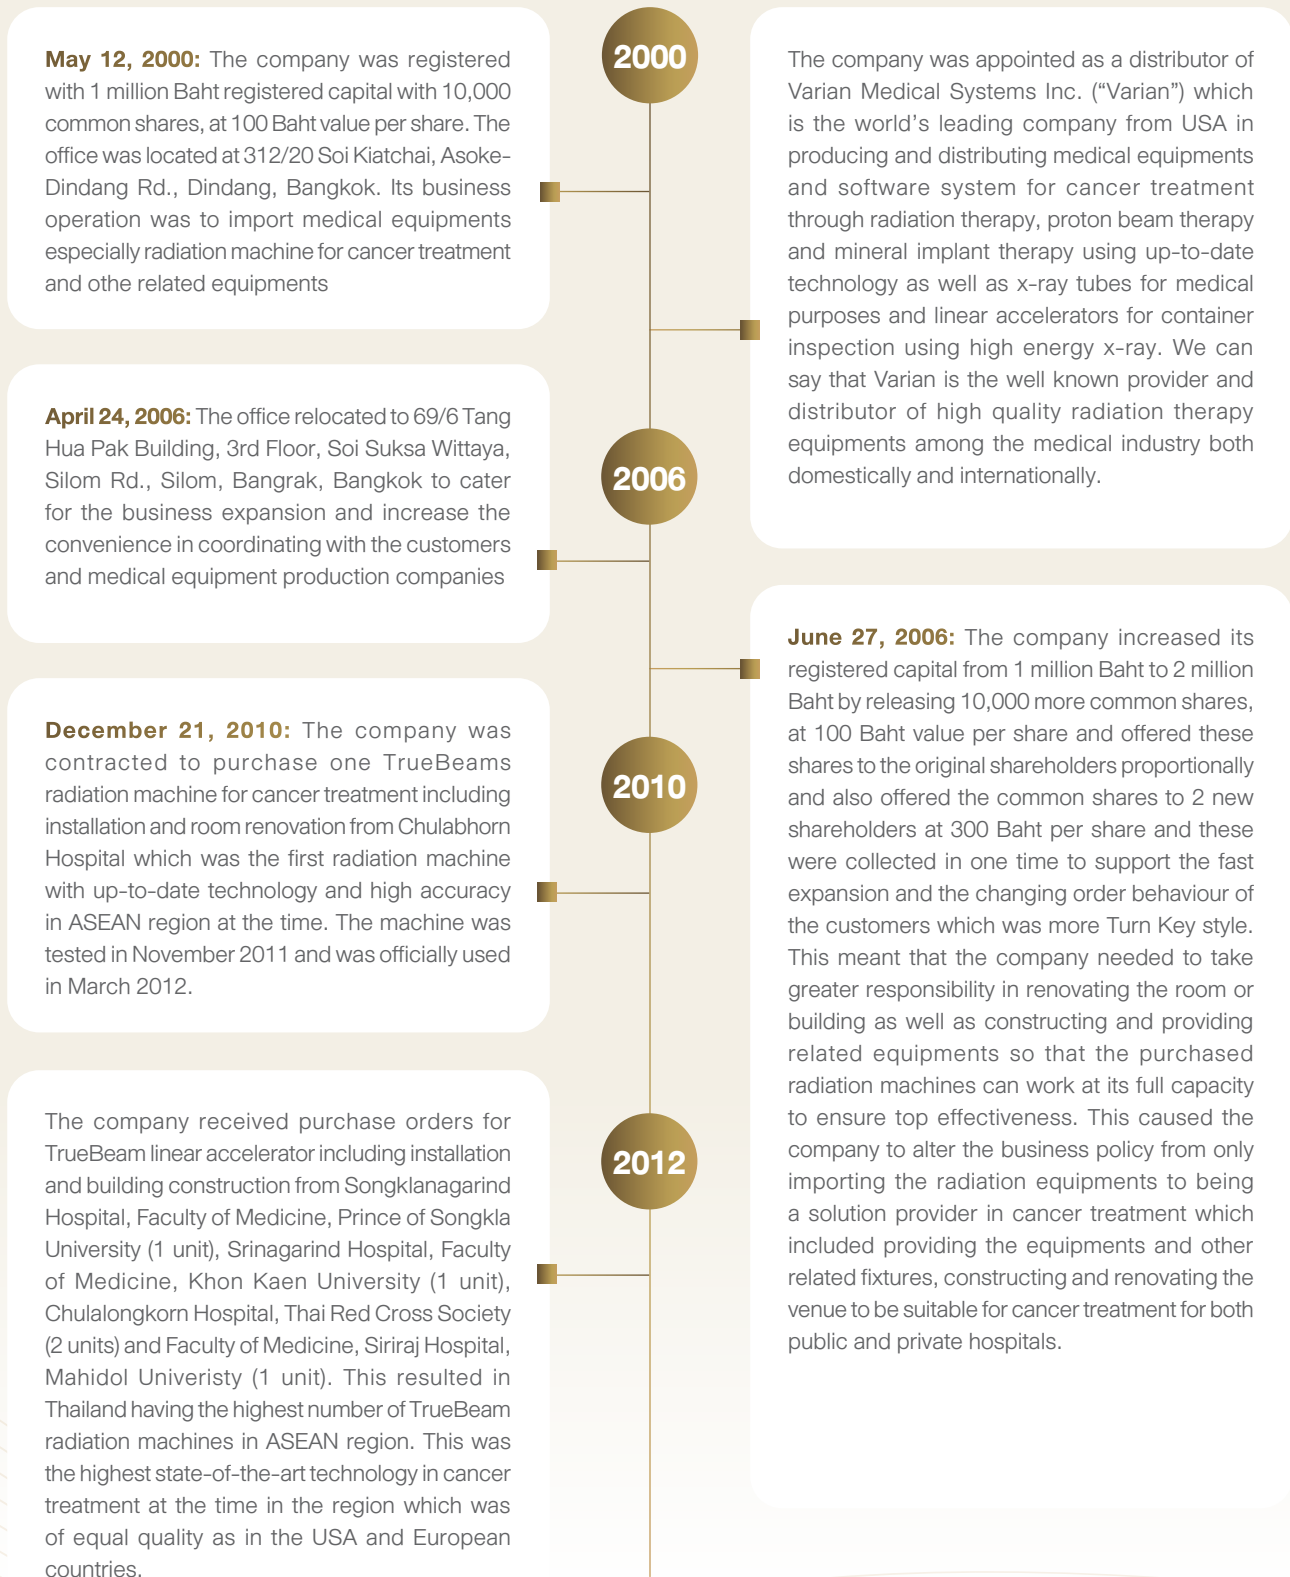 2000
May 12, 2000: The company was registered
with 1 million Baht registered capital with 10,000
common shares, at 100 Baht value per share. The
office was located at 312/20 Soi Kiatchai, Asoke-
Dindang Rd., Dindang, Bangkok. Its business
operation was to import medical equipments
especially radiation machine for cancer treatment
and othe related equipments
The company was appointed as a distributor of
Varian Medical Systems Inc. (“Varian”) which
is the world’s leading company from USA in
producing and distributing medical equipments
and software system for cancer treatment
through radiation therapy, proton beam therapy
and mineral implant therapy using up-to-date
technology as well as x-ray tubes for medical
purposes and linear accelerators for container
inspection using high energy x-ray. We can
say that Varian is the well known provider and
distributor of high quality radiation therapy
equipments among the medical industry both
domestically and internationally.
2006
April 24, 2006: The office relocated to 69/6 Tang
Hua Pak Building, 3rd Floor, Soi Suksa Wittaya,
Silom Rd., Silom, Bangrak, Bangkok to cater
for the business expansion and increase the
convenience in coordinating with the customers
and medical equipment production companies
June 27, 2006: The company increased its
registered capital from 1 million Baht to 2 million
Baht by releasing 10,000 more common shares,
at 100 Baht value per share and offered these
shares to the original shareholders proportionally
and also offered the common shares to 2 new
shareholders at 300 Baht per share and these
were collected in one time to support the fast
expansion and the changing order behaviour of
the customers which was more Turn Key style.
This meant that the company needed to take
greater responsibility in renovating the room or
building as well as constructing and providing
related equipments so that the purchased
radiation machines can work at its full capacity
to ensure top effectiveness. This caused the
company to alter the business policy from only
importing the radiation equipments to being
a solution provider in cancer treatment which
included providing the equipments and other
related fixtures, constructing and renovating the
venue to be suitable for cancer treatment for both
public and private hospitals.
2010
December 21, 2010: The company was
contracted to purchase one TrueBeams
radiation machine for cancer treatment including
installation and room renovation from Chulabhorn
Hospital which was the first radiation machine
with up-to-date technology and high accuracy
in ASEAN region at the time. The machine was
tested in November 2011 and was officially used
in March 2012.
2012
The company received purchase orders for
TrueBeam linear accelerator including installation
and building construction from Songklanagarind
Hospital, Faculty of Medicine, Prince of Songkla
University (1 unit), Srinagarind Hospital, Faculty
of Medicine, Khon Kaen University (1 unit),
Chulalongkorn Hospital, Thai Red Cross Society
(2 units) and Faculty of Medicine, Siriraj Hospital,
Mahidol Univeristy (1 unit). This resulted in
Thailand having the highest number of TrueBeam
radiation machines in ASEAN region. This was
the highest state-of-the-art technology in cancer
treatment at the time in the region which was
of equal quality as in the USA and European
countries.